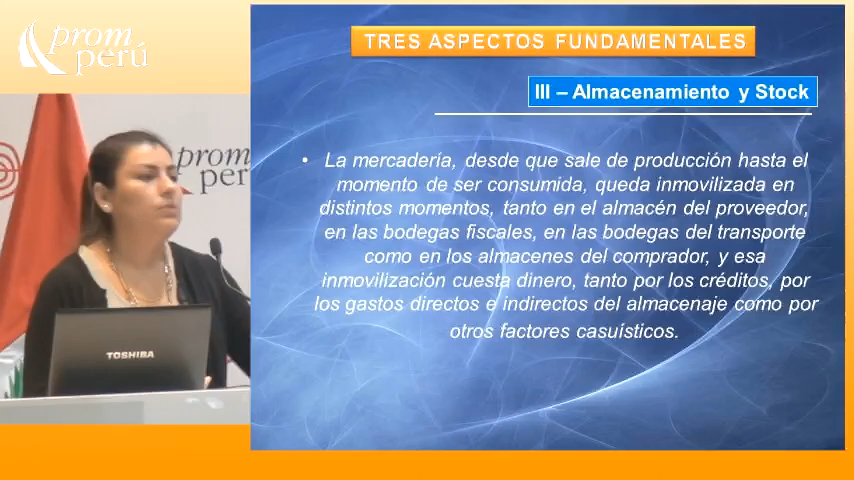 prom
perú
TRES ASPECTOS FUNDAMENTALES
III – Almacenamiento y Stock
prom
per
• La mercadería, desde que sale de producción hasta el
momento de ser consumida, queda inmovilizada en
distintos momentos, tanto en el almacén del proveedor,
en las bodegas fiscales, en las bodegas del transporte
como en los almacenes del comprador, y esa
inmovilización cuesta dinero, tanto por los créditos, por
los gastos directos e indirectos del almacenaje como por
otros factores casuísticos.
TOSHIBA